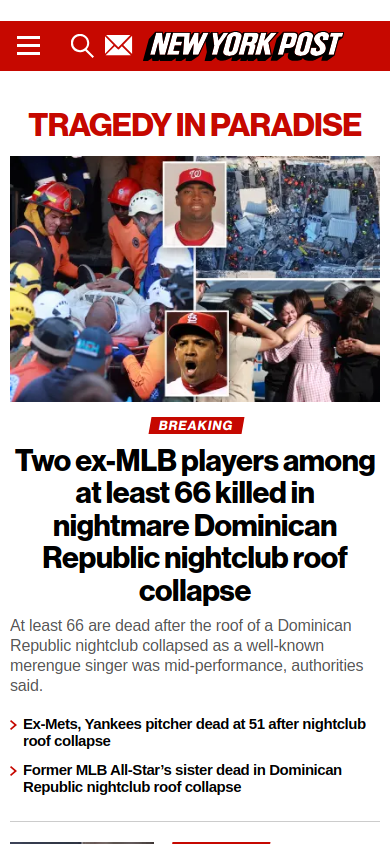 NEW YORK POST
TRAGEDY IN PARADISE
BREAKING
Two ex-MLB players among
at least 66 killed in
nightmare Dominican
Republic nightclub roof
collapse
At least 66 are dead after the roof of a Dominican
Republic nightclub collapsed as a well-known
merengue singer was mid-performance, authorities
said.
Ex-Mets, Yankees pitcher dead at 51 after nightclub
roof collapse
Former MLB All-Star’s sister dead in Dominican
Republic nightclub roof collapse